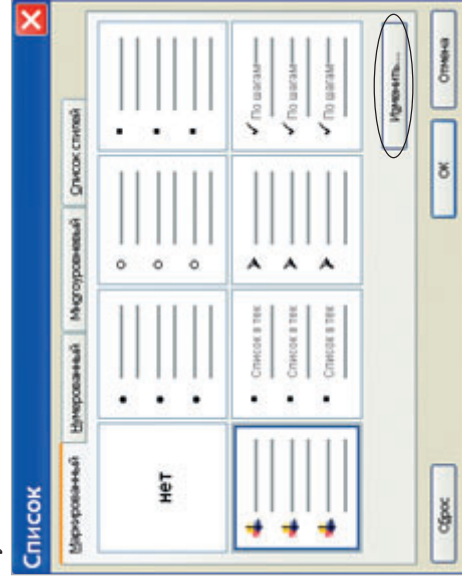 Список
Маркированный Нумерованный Многоуровневый Список стилей
нет
Список в тек По шагам
Список в тек По шагам
Список в тек По шагам
Изменить...
Сброс ОК Отмена